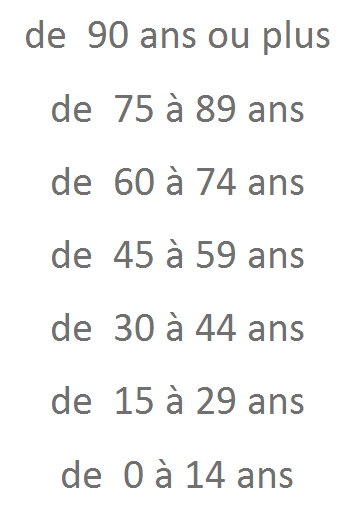 de  90 ans ou plus
de  75 à 89 ans
de  60 à 74 ans
de  45 à 59 ans
de  30 à 44 ans
de  15 à 29 ans
de  0 à 14 ans